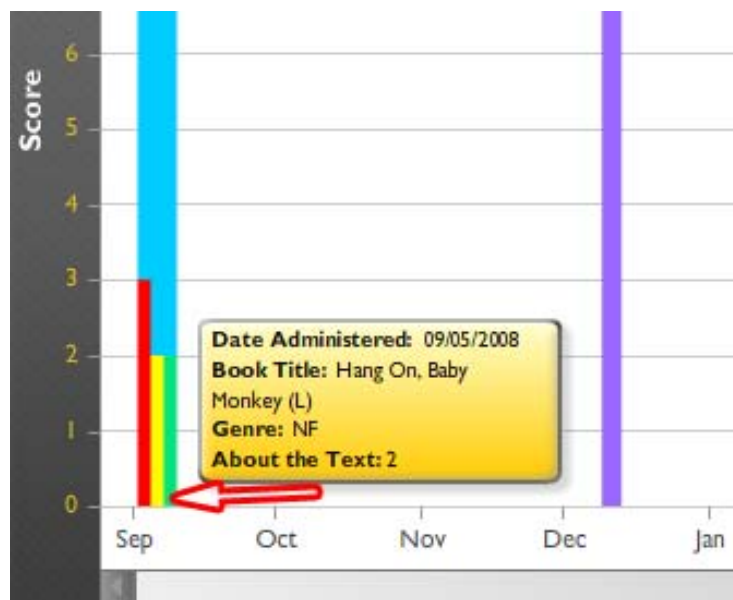 Score
6
5
4
3
2
1
0
Date Administered: 09/05/2008
Book Title: Hang On, Baby
Monkey (L)
Genre: NF
About the Text: 2
Sep Oct Nov Dec Jan